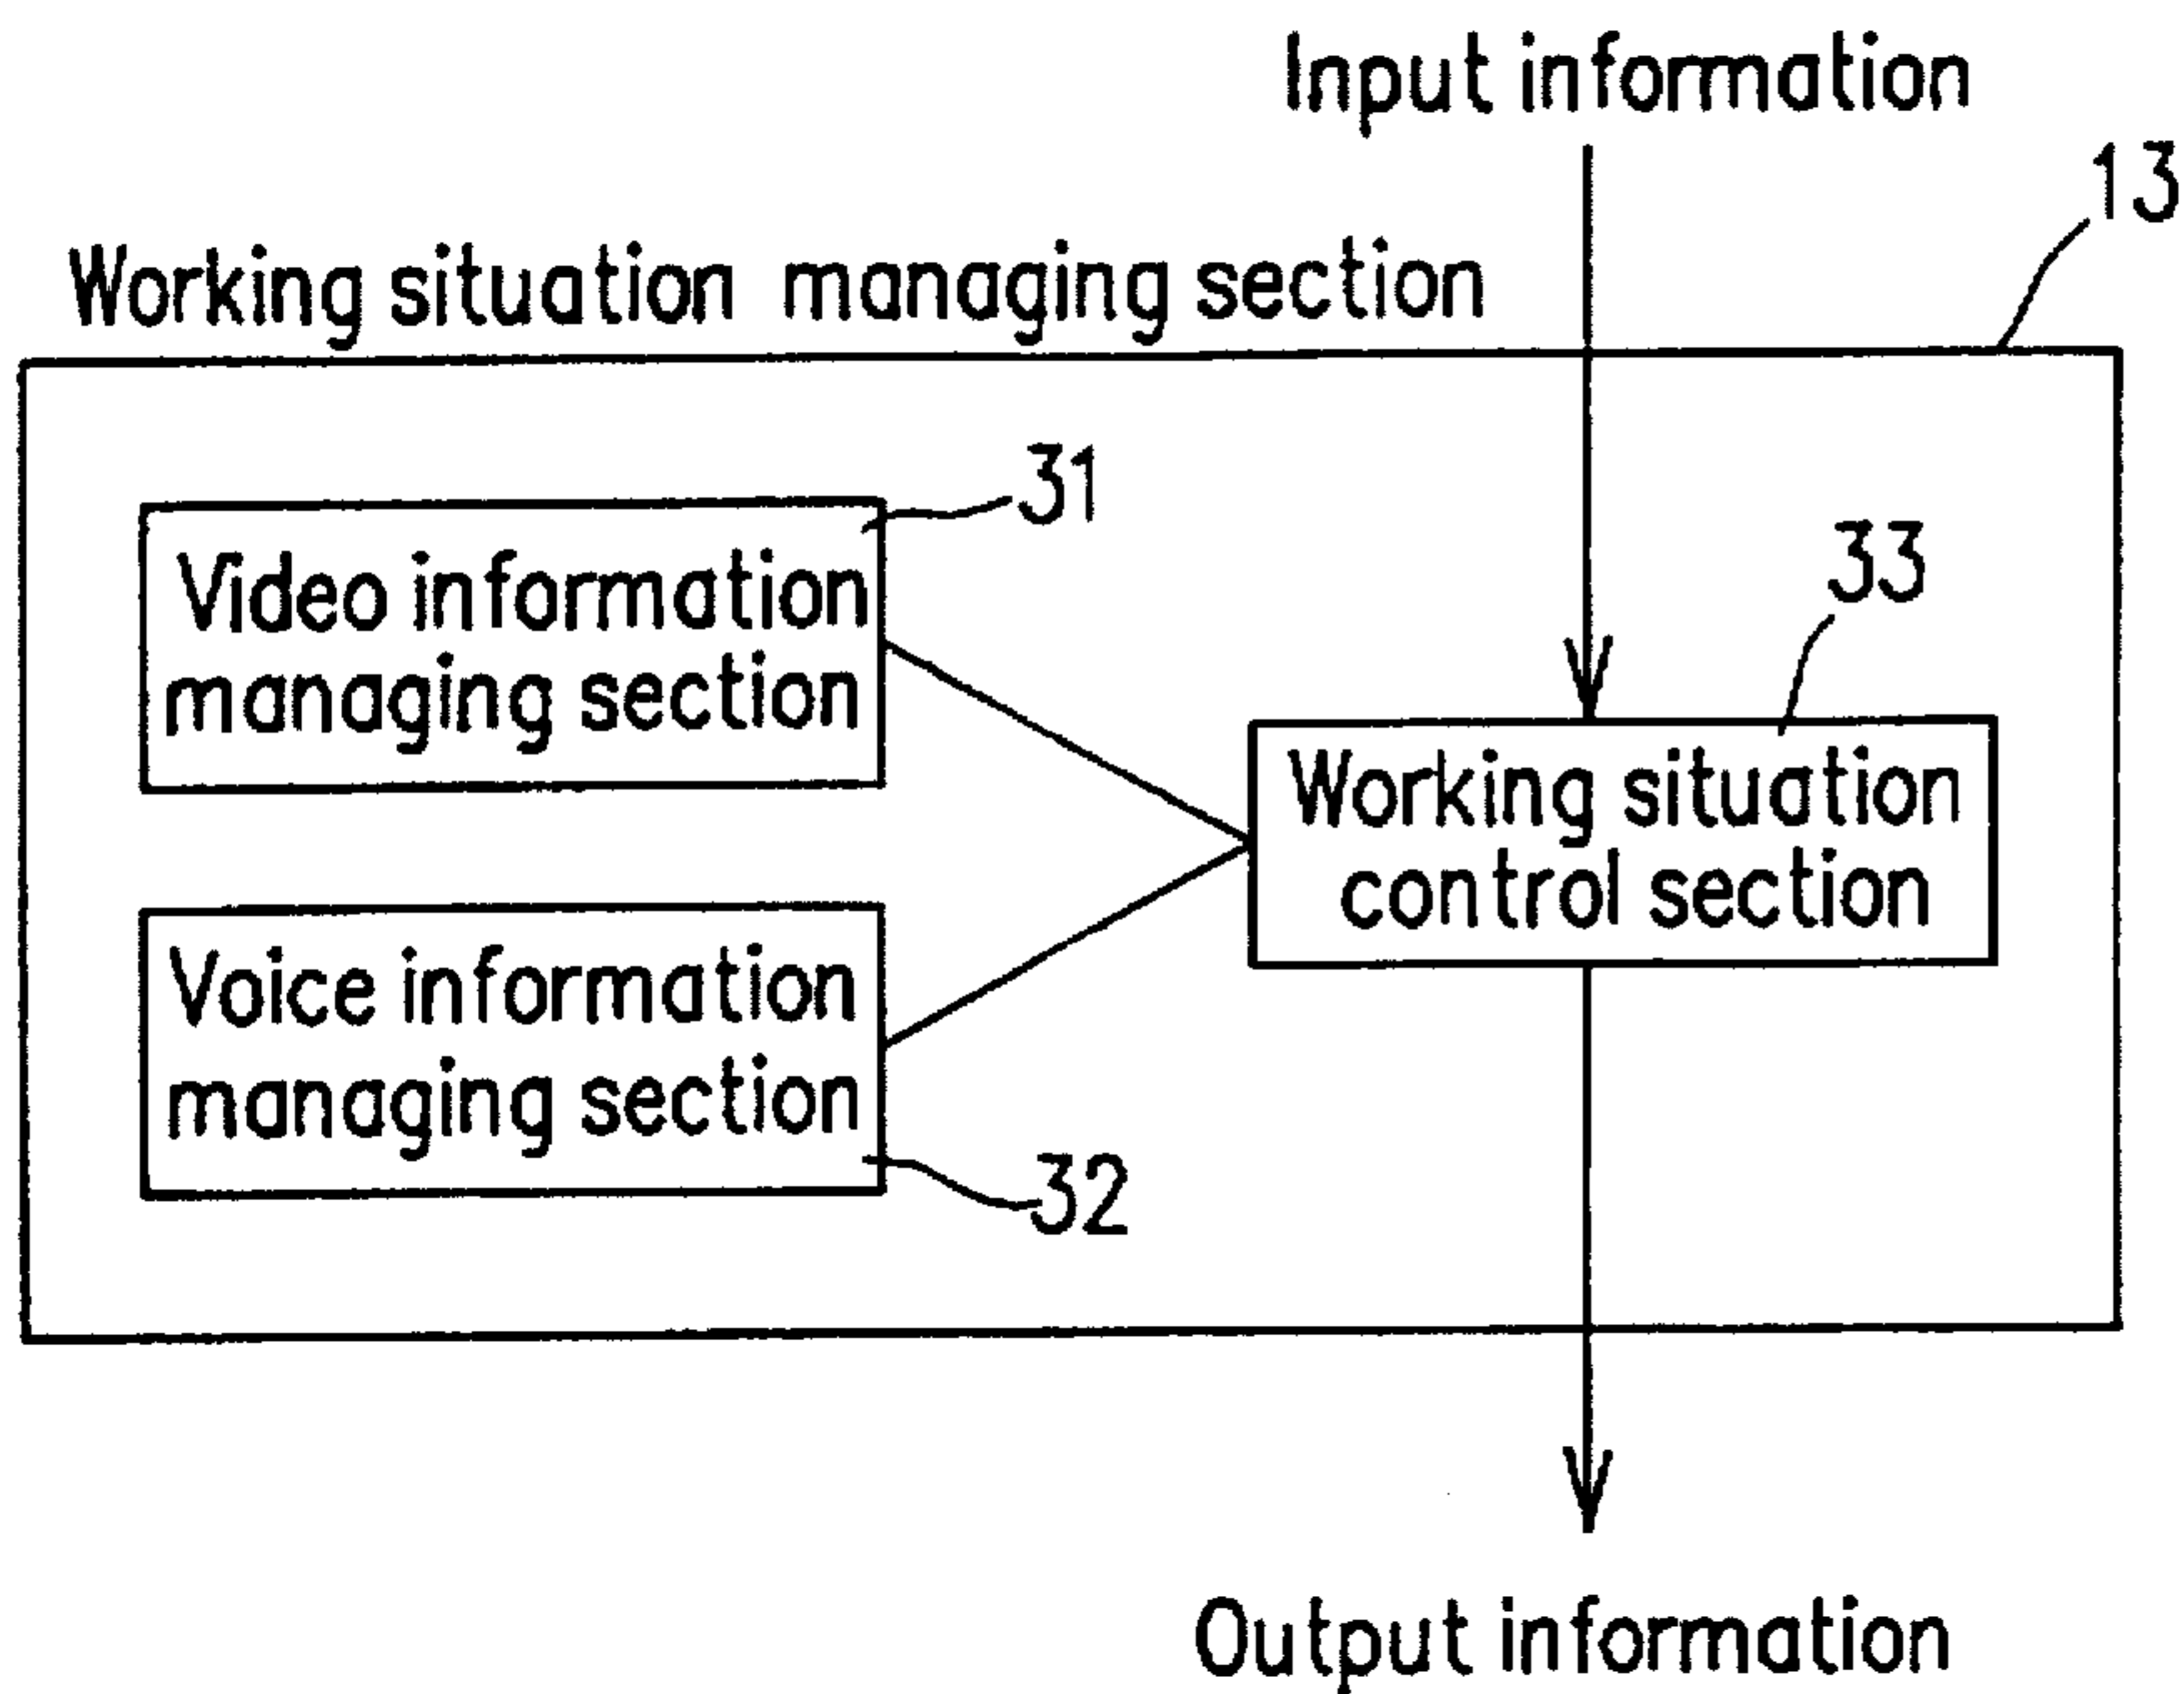 Input information
13
Working situation managing section
31
Video information
managing section
33
Working situation
control section
Voice information
managing section
32
Output information